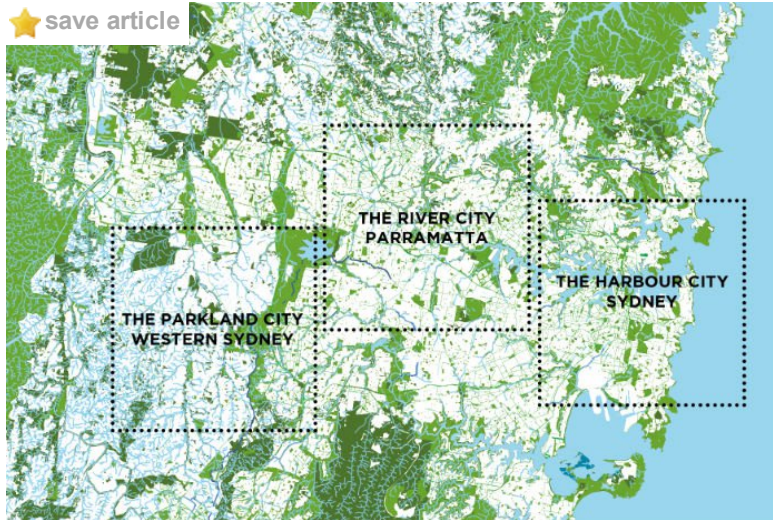 save article
THE RIVER CITY
PARRAMATTA
THE HARBOUR CITY
SYDNEY
THE PARKLAND CITY
WESTERN SYDNEY